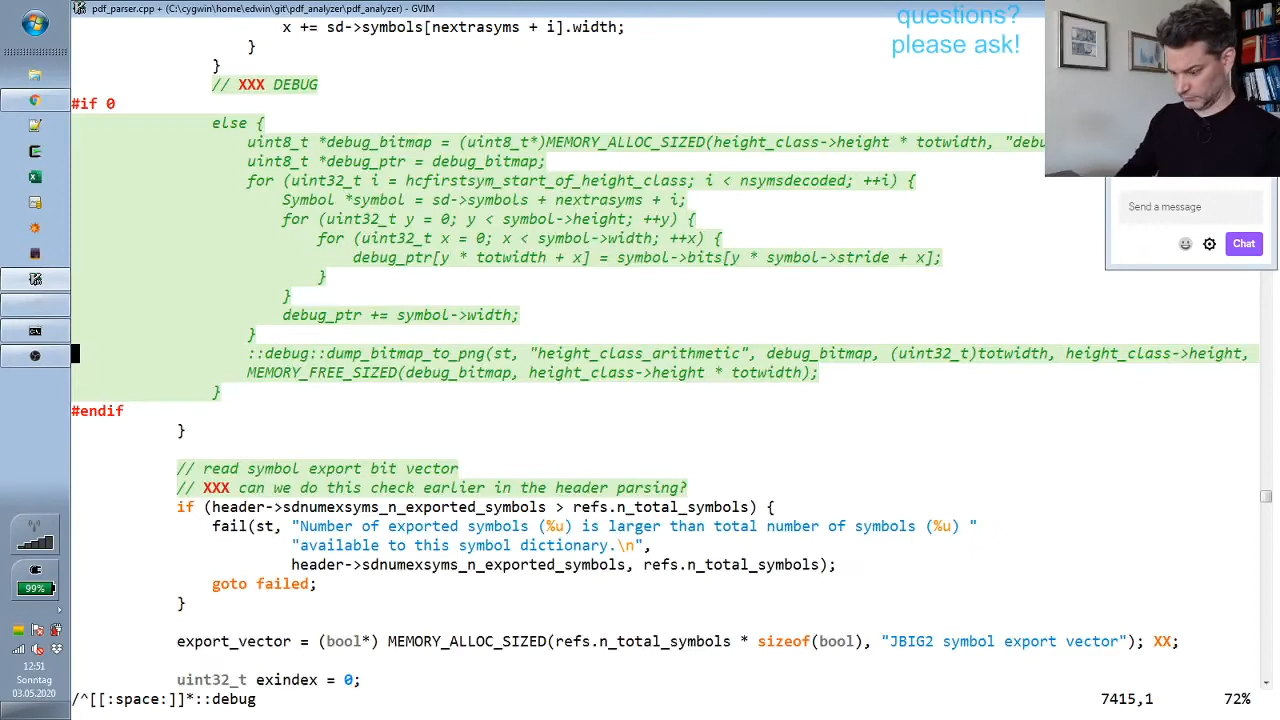 pdf_parser.cpp + (C:\cygwin\home\edwin\git\pdf_analyzer\pdf_analyzer) - GVIM
x += sd->symbols[nextrasyms + i].width;
}
}
// XXX DEBUG
#if 0
else {
uint8_t *debug_bitmap = (uint8_t*)MEMORY_ALLOC_SIZED(height_class->height * totwidth, "debu
uint8_t *debug_ptr = debug_bitmap;
for (uint32_t i = hcfirstsym_start_of_height_class; i < nsymsdecoded; ++i) {
Symbol *symbol = sd->symbols + nextrasyms + i;
for (uint32_t y = 0; y < symbol->height; ++y) {
for (uint32_t x = 0; x < symbol->width; ++x) {
debug_ptr[y * totwidth + x] = symbol->bits[y * symbol->stride + x];
}
}
debug_ptr += symbol->width;
}
::debug::dump_bitmap_to_png(st, "height_class_arithmetic", debug_bitmap, (uint32_t)totwidth, height_class->height,
MEMORY_FREE_SIZED(debug_bitmap, height_class->height * totwidth);
}
#endif
}
// read symbol export bit vector
// XXX can we do this check earlier in the header parsing?
if (header->sdnumexsyms_n_exported_symbols > refs.n_total_symbols) {
fail(st, "Number of exported symbols (%u) is larger than total number of symbols (%u) "
"available to this symbol dictionary.\n",
header->sdnumexsyms_n_exported_symbols, refs.n_total_symbols);
goto failed;
}
export_vector = (bool*) MEMORY_ALLOC_SIZED(refs.n_total_symbols * sizeof(bool), "JBIG2 symbol export vector"); XX;
uint32_t exindex = 0;
/^[[:space:]]*::debug
7415,1
72%
questions?
please ask!
Send a message
Chat
99%
12:51
Sonntag
03.05.2020